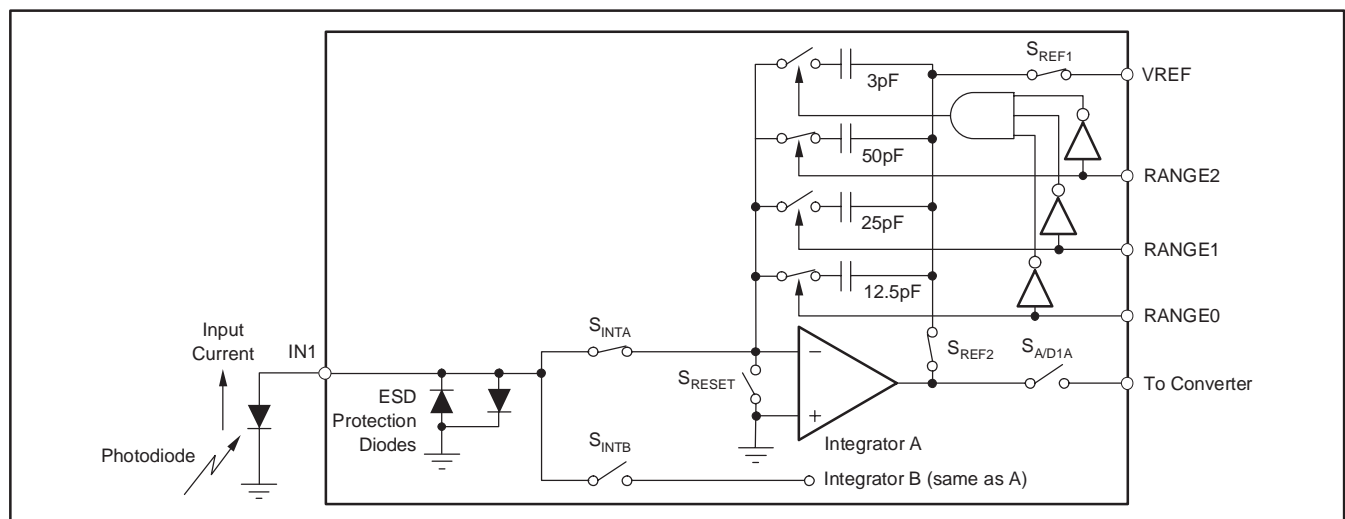 SREF1
VREF
3pF
50pF
RANGE2
25pF
RANGE1
12.5pF
RANGE0
Input
Current
IN1
SINTA
SREF2
SA/D1A
SRESET
To Converter
ESD
Protection
Diodes
Photodiode
SINTB
Integrator A
Integrator B (same as A)
−
+